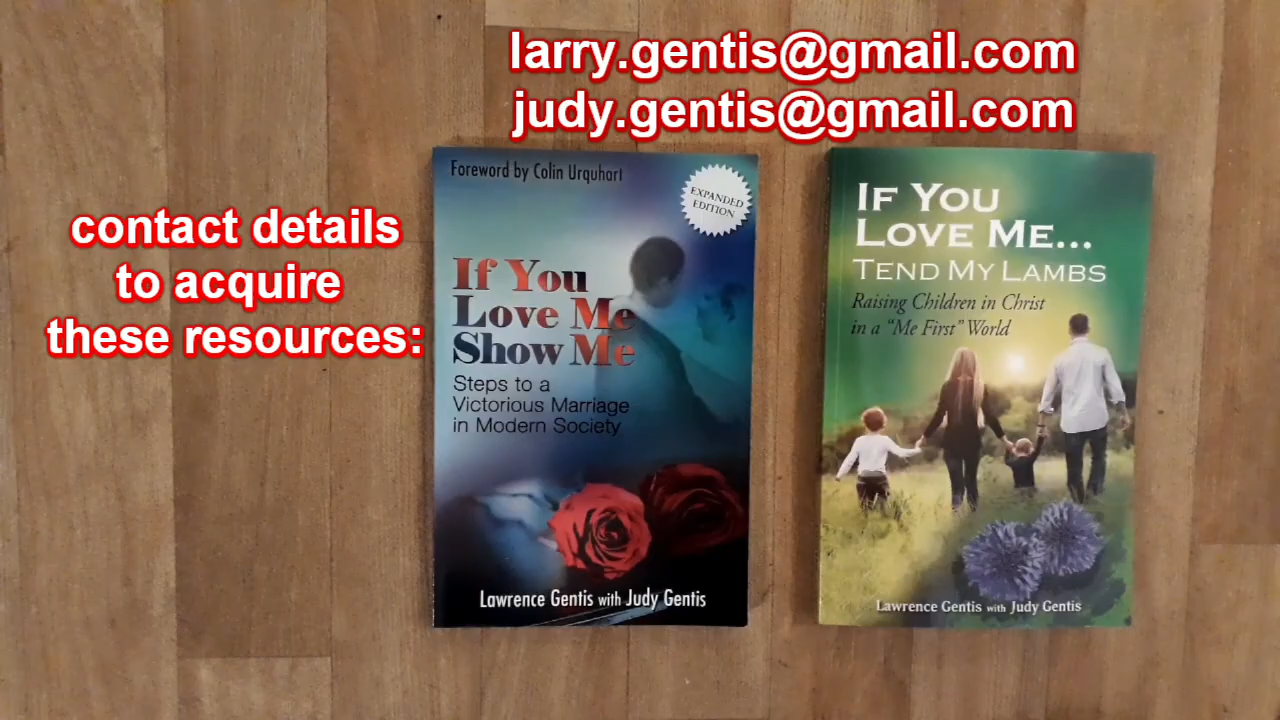 larry.gentis@gmail.com
judy.gentis@gmail.com
contact details
to acquire
these resources:
Foreword by Colin Urquhart
EXPANDED
EDITION
If You
Love Me
Show Me
Steps to a
Victorious Marriage
in Modern Society
Lawrence Gentis with Judy Gentis
IF YOU
LOVE ME...
TEND MY LAMBS
Raising Children in Christ
in a “Me First” World
Lawrence Gentis with Judy Gentis